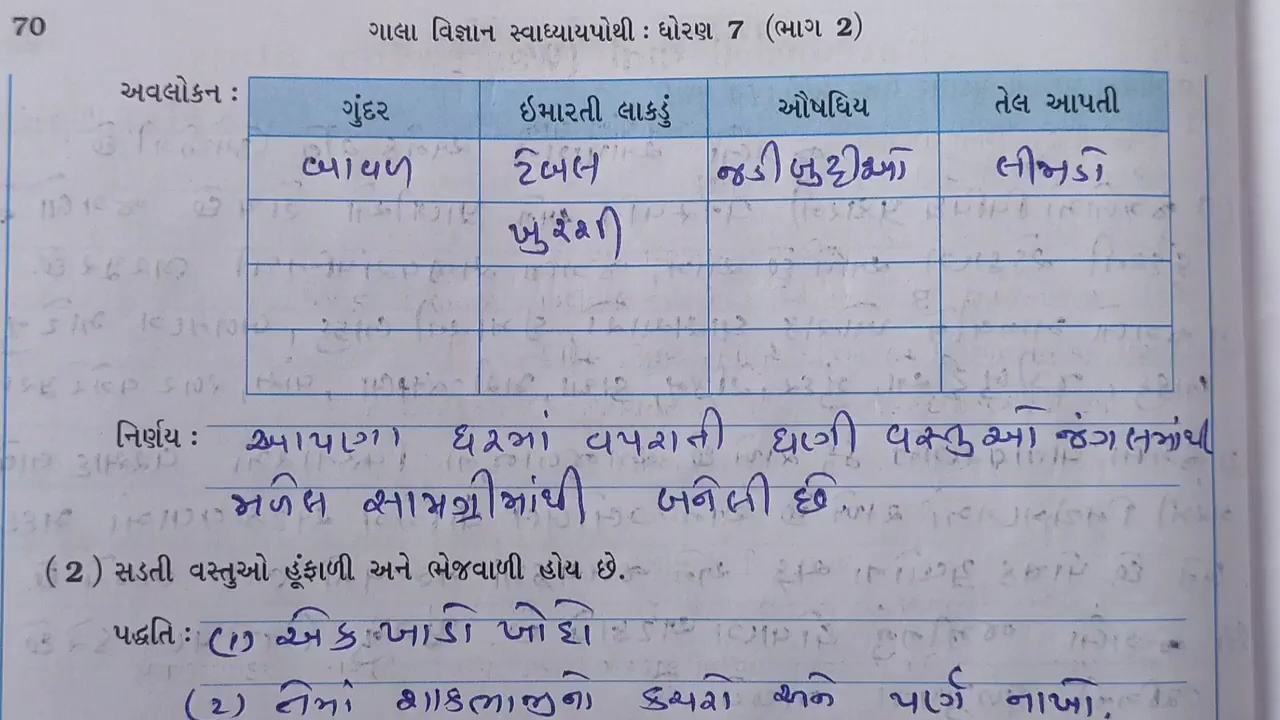 70
ગાલા વિજ્ઞાન સ્વાધ્યાયપોથી : ધોરણ 7 (ભાગ 2)
અવલોકન :
ગુંદર ઈમારતી લાકડું ઔષધિય તેલ આપતી
બાવળ ટેબલ જડીબુટ્ટીઓ લીમડો
ખુરશી
નિર્ણય : આપણા ઘરમાં વપરાતી ઘણી વસ્તુઓ જંગલમાંથી
મળેલ સામગ્રીમાંથી બનેલી છે.
(2) સડતી વસ્તુઓ હૂંફાળી અને ભેજવાળી હોય છે.
પદ્ધતિ : (1) એક ખાડો ખોદો
(2) તેમાં શાકભાજીનો કચરો અને પર્ણ નાખો.